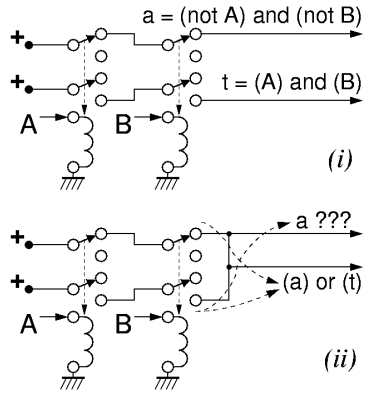 a = (not A) and (not B)
+
t = (A) and (B)
+
A B
(i)
a ???
+
(a) or (t)
+
A B
(ii)